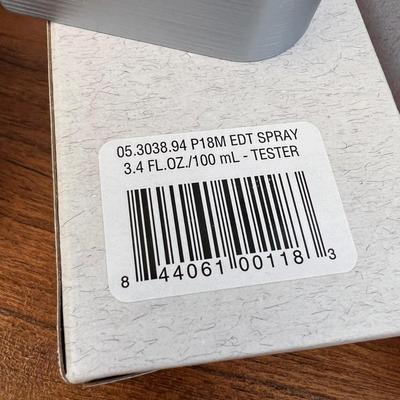 05.3038.94 P18M EDT SPRAY
3.4 FL.OZ./100 mL - TESTER
8 44061 00118 3